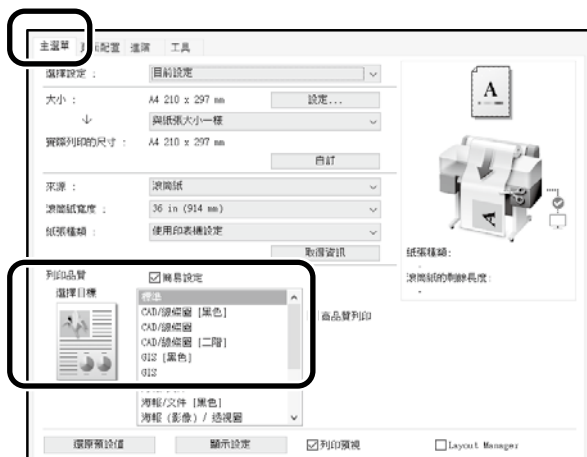 主選單 頁面配置 進階 工具
選擇設定： 目前設定
大小： A4 210 x 297 mm 設定...
與紙張大小一樣
實際列印的尺寸： A4 210 x 297 mm
自訂
來源： 滾筒紙
滾筒紙寬度： 36 in (914 mm)
紙張種類： 使用印表機設定
取得資訊
紙張種類：
-
滾筒紙的剩餘長度：
-
列印品質 簡易設定
選擇目標 標準
CAD/線條圖 [黑色]
CAD/線條圖
CAD/線條圖 [二階]
GIS [黑色]
GIS
海報/文件 [黑色]
海報 (影像) / 透視圖
高品質列印
還原預設值 顯示設定 列印預視 Layout Manager
A
A